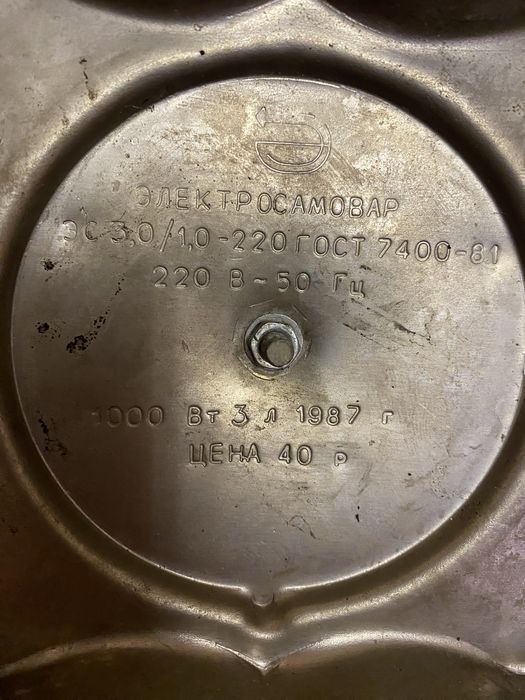 ЭЛЕКТРОСАМОВАР
ЭС 3,0/1,0-220 ГОСТ 7400-81
220 В ~ 50 Гц
1000 Вт 3 л 1987 г
ЦЕНА 40 р